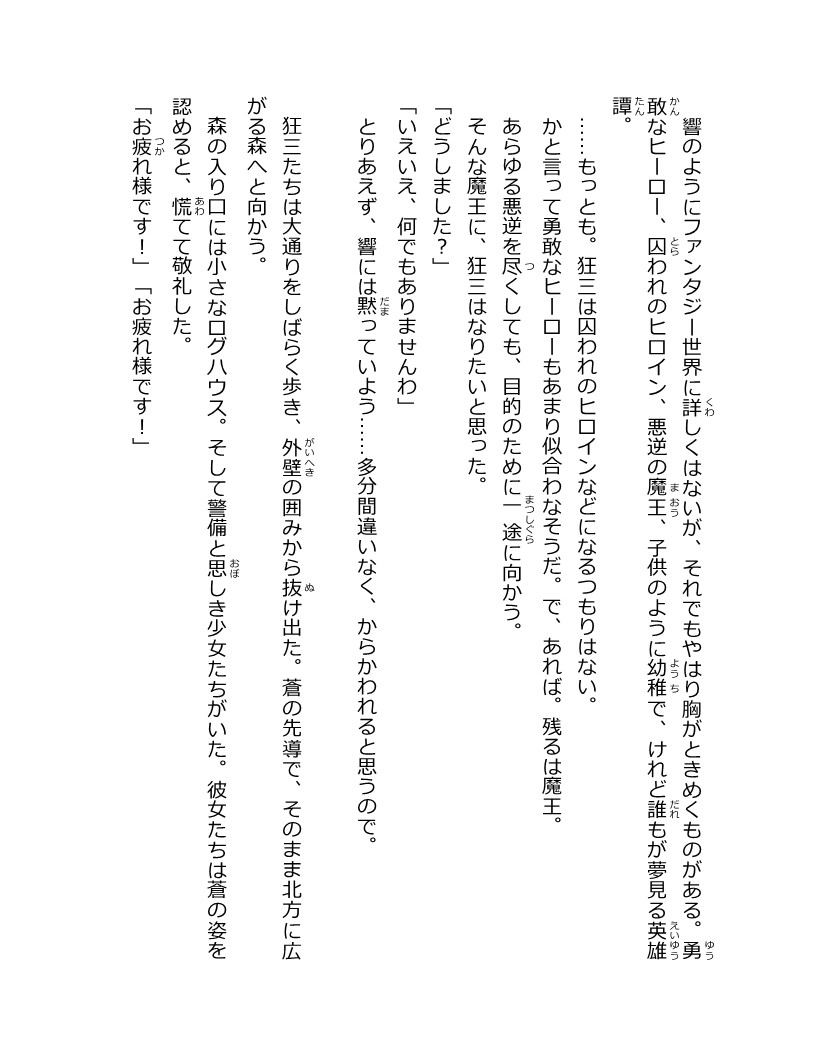 響のようにファンタジー世界に詳しくはないが、それでもやはり胸がときめくものがある。勇
敢なヒーロー、囚われのヒロイン、悪逆の魔王、子供のように幼稚で、けれど誰もが夢見る英雄
譚。
　……もっとも。狂三は囚われのヒロインなどになるつもりはない。
　かと言って勇敢なヒーローもあまり似合わなそうだ。で、あれば。残るは魔王。
　あらゆる悪逆を尽くしても、目的のために一途に向かう。
　そんな魔王に、狂三はなりたいと思った。
「どうしました？」
「いえいえ、何でもありませんわ」
　とりあえず、響には黙っていよう……多分間違いなく、からかわれると思うので。
　狂三たちは大通りをしばらく歩き、外壁の囲みから抜け出た。蒼の先導で、そのまま北方に広
がる森へと向かう。
　森の入り口には小さなログハウス。そして警備と思しき少女たちがいた。彼女たちは蒼の姿を
認めると、慌てて敬礼した。
「お疲れ様です！」「お疲れ様です！」